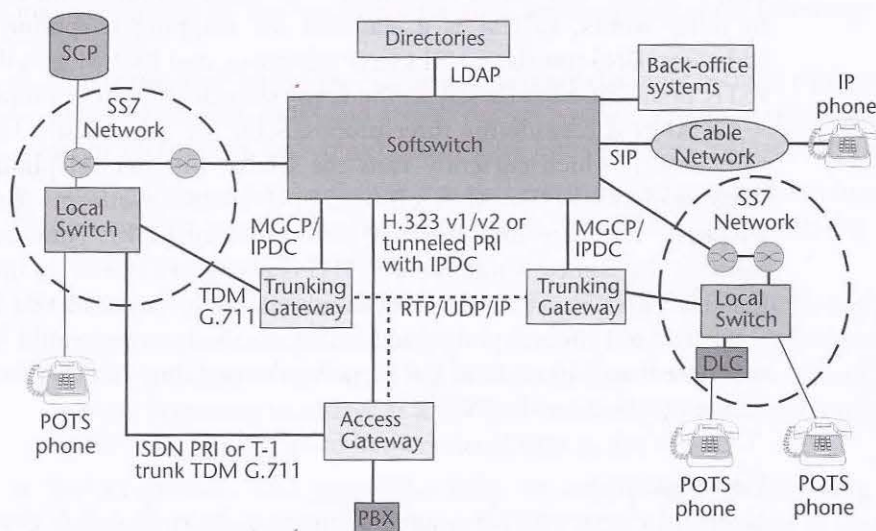 SCP
Directories
LDAP
Back-office
systems
IP
phone
SS7
Network
Softswitch
SIP
Cable
Network
SS7
Network
Local
Switch
MGCP/
IPDC
H.323 v1/v2 or
tunneled PRI
with IPDC
MGCP/
IPDC
TDM
G.711
Trunking
Gateway
RTP/UDP/IP
Trunking
Gateway
Local
Switch
DLC
POTS
phone
ISDN PRI or T-1
trunk TDM G.711
Access
Gateway
POTS
phone
POTS
phone
PBX